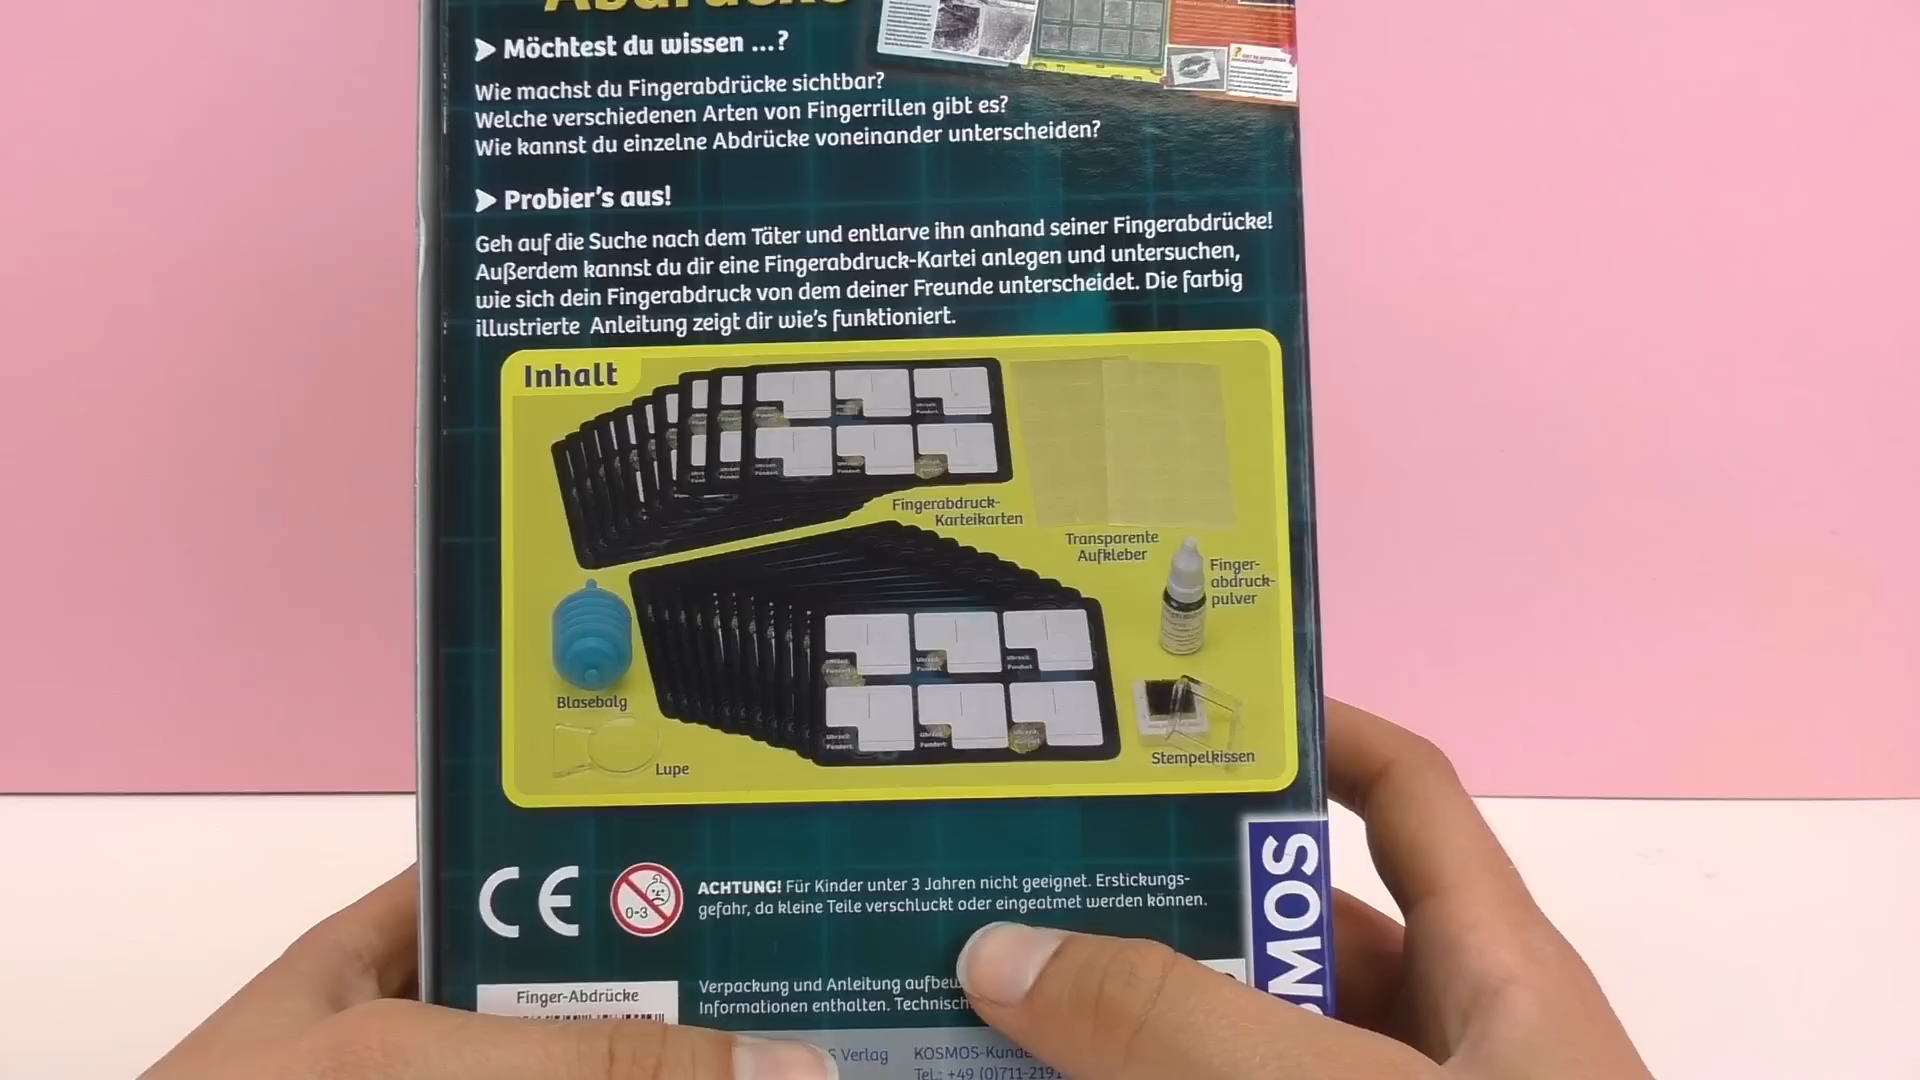 Abdrücke
Möchtest du wissen ...?
Wie machst du Fingerabdrücke sichtbar?
Welche verschiedenen Arten von Fingerrillen gibt es?
Wie kannst du einzelne Abdrücke voneinander unterscheiden?
Probier's aus!
Geh auf die Suche nach dem Täter und entlarve ihn anhand seiner Fingerabdrücke!
Außerdem kannst du dir eine Fingerabdruck-Kartei anlegen und untersuchen,
wie sich dein Fingerabdruck von dem deiner Freunde unterscheidet. Die farbig
illustrierte Anleitung zeigt dir wie's funktioniert.
Inhalt
Fingerabdruck-
Karteikarten
Transparente
Aufkleber
Finger-
abdruck-
pulver
Blasebalg
Lupe
Stempelkissen
CE
0-3
ACHTUNG! Für Kinder unter 3 Jahren nicht geeignet. Erstickungs-
gefahr, da kleine Teile verschluckt oder eingeatmet werden können.
KOSMOS
Finger-Abdrücke
Verpackung und Anleitung
Informationen enthalten.
Verlag
KOSMOS-
Tel.: +49 (0)711-2191